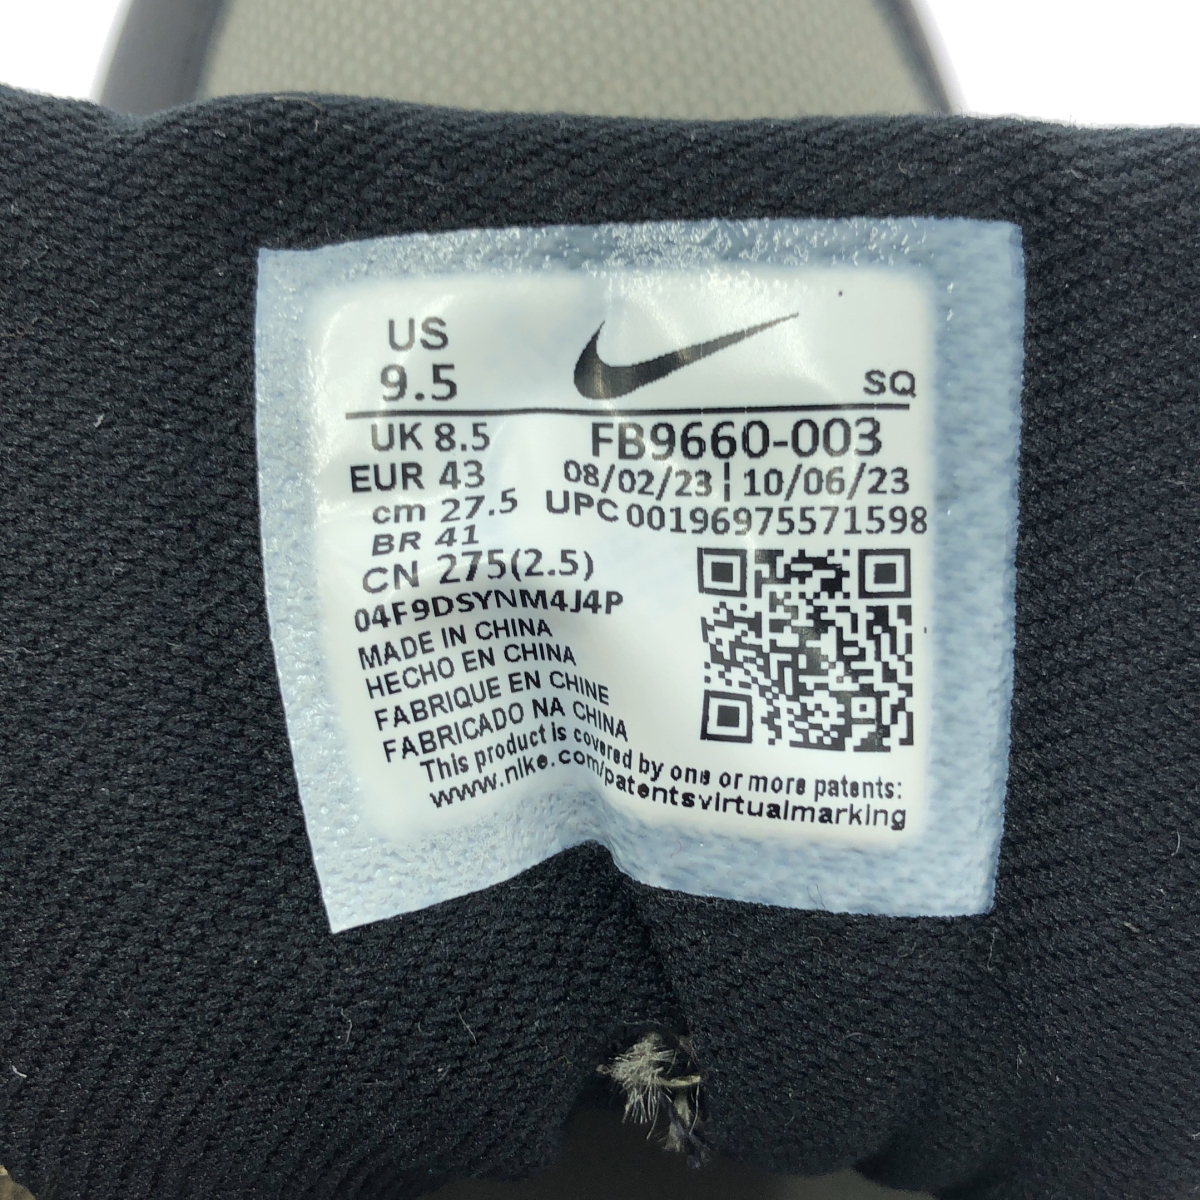 US
9.5
SQ
UK 8.5
EUR 43
cm 27.5
BR 41
CN 275(2.5)
FB9660-003
08/02/23 | 10/06/23
UPC 00196975571598
04F9DSYNM4J4P
MADE IN CHINA
HECHO EN CHINA
FABRIQUE EN CHINE
FABRICADO NA CHINA
This product is covered by one or more patents:
www.nike.com/patentsvirtualmarking